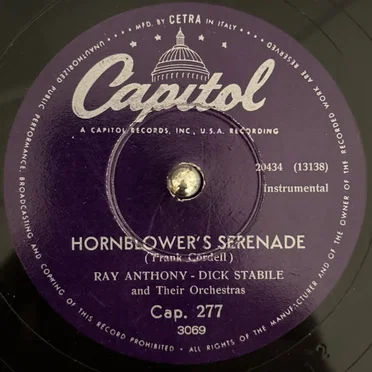 MFD. BY CETRA IN ITALY
Capitol
A CAPITOL RECORDS, INC., U.S.A. RECORDING
20434 (13138)
Instrumental
HORNBLOWER'S SERENADE
(Frank Cordell)
RAY ANTHONY - DICK STABILE
and Their Orchestras
Cap. 277
3069
UNAUTHORIZED PUBLIC PERFORMANCE, BROADCASTING AND COPYING OF THIS RECORD PROHIBITED • ALL RIGHTS OF THE MANUFACTURER AND OF THE OWNER OF THE RECORDED WORK ARE RESERVED